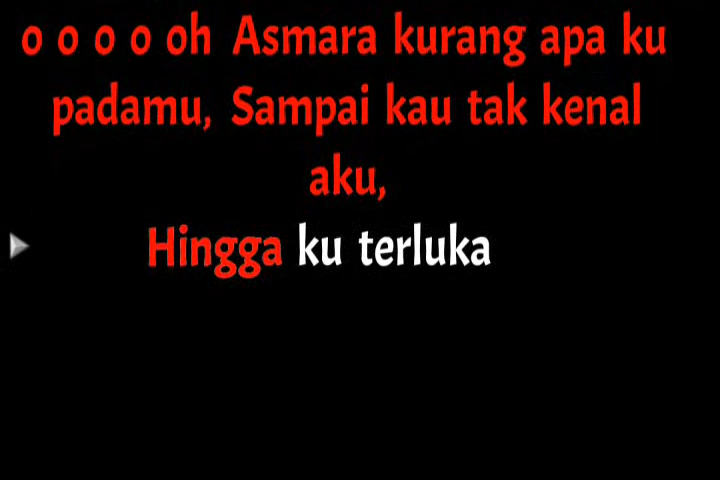 o o o o oh Asmara kurang apa ku
padamu, Sampai kau tak kenal
aku,
Hingga ku terluka